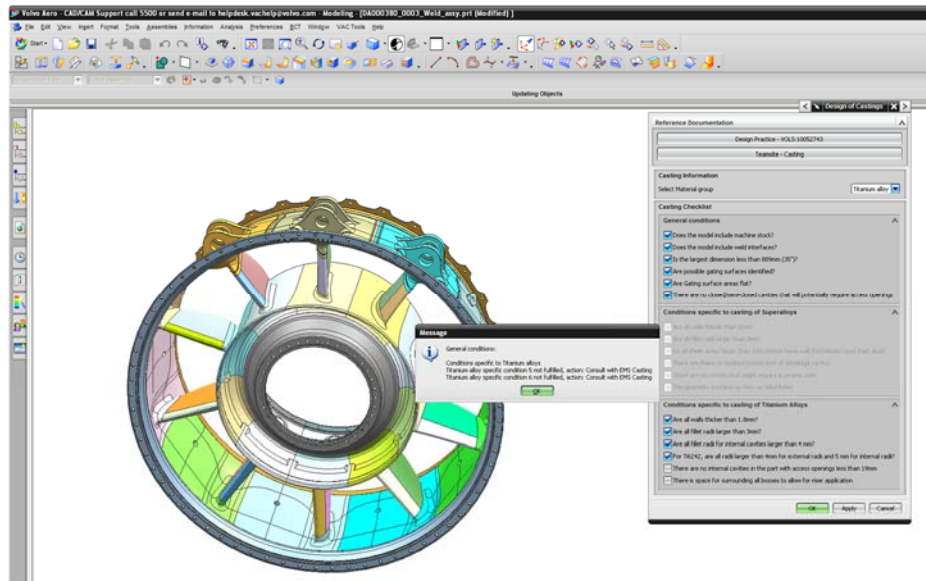 Volvo Aero - CAD/CAM Support call 5500 or send e-mail to helpdesk.vachelp@volvo.com - Modeling - [DA000380_0003_Weld_assy.prt (Modified) ]
File Edit View Insert Format Tools Assemblies Information Analysis Preferences Window VAC Tools Help
Start
Updating Objects
Design of Castings
Reference Documentation
Design Practice - VOLS:10052743
Teamsite - Casting
Casting Information
Select Material group
Titanium alloy
Casting Checklist
General conditions
Does the model include machine stock?
Does the model include weld interfaces?
Is the largest dimension less than 889mm (35")?
Are possible gating surfaces identified?
Are Gating surface areas flat?
There are no closed/semi-closed cavities that will potentially require access openings
Conditions specific to casting of Superalloys
Message
General conditions:
Conditions specific to Titanium alloys:
Titanium alloy specific condition 5 not fulfilled, action: Consult with EMS Casting
Titanium alloy specific condition 6 not fulfilled, action: Consult with EMS Casting
OK
Conditions specific to casting of Titanium Alloys
Are all walls thicker than 1.8mm?
Are all fillet radii larger than 3mm?
Are all fillet radii for internal cavities larger than 4 mm?
For Ti6242, are all radii larger than 4mm for external radii and 5 mm for internal radii?
There are no internal cavities in the part with access openings less than 19mm
There is space for surrounding all bosses to allow for riser application
OK Apply Cancel